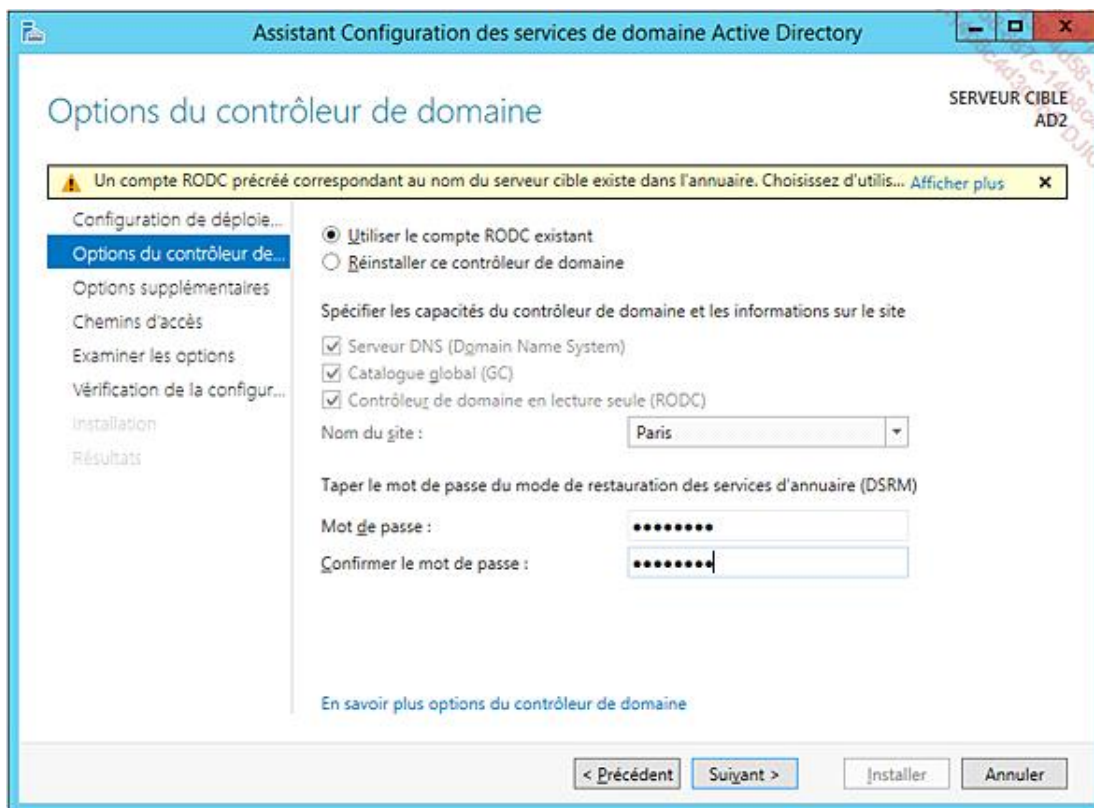 Assistant Configuration des services de domaine Active Directory
Options du contrôleur de domaine
SERVEUR CIBLE
AD2
Un compte RODC précréé correspondant au nom du serveur cible existe dans l'annuaire. Choisissez d'utilis... Afficher plus
Configuration de déploie...
Options du contrôleur de...
Options supplémentaires
Chemins d'accès
Examiner les options
Vérification de la configur...
Installation
Résultats
Utiliser le compte RODC existant
Réinstaller ce contrôleur de domaine
Spécifier les capacités du contrôleur de domaine et les informations sur le site
Serveur DNS (Domain Name System)
Catalogue global (GC)
Contrôleur de domaine en lecture seule (RODC)
Nom du site : Paris
Taper le mot de passe du mode de restauration des services d'annuaire (DSRM)
Mot de passe : ••••••••
Confirmer le mot de passe : ••••••••
En savoir plus options du contrôleur de domaine
< Précédent Suivant > Installer Annuler